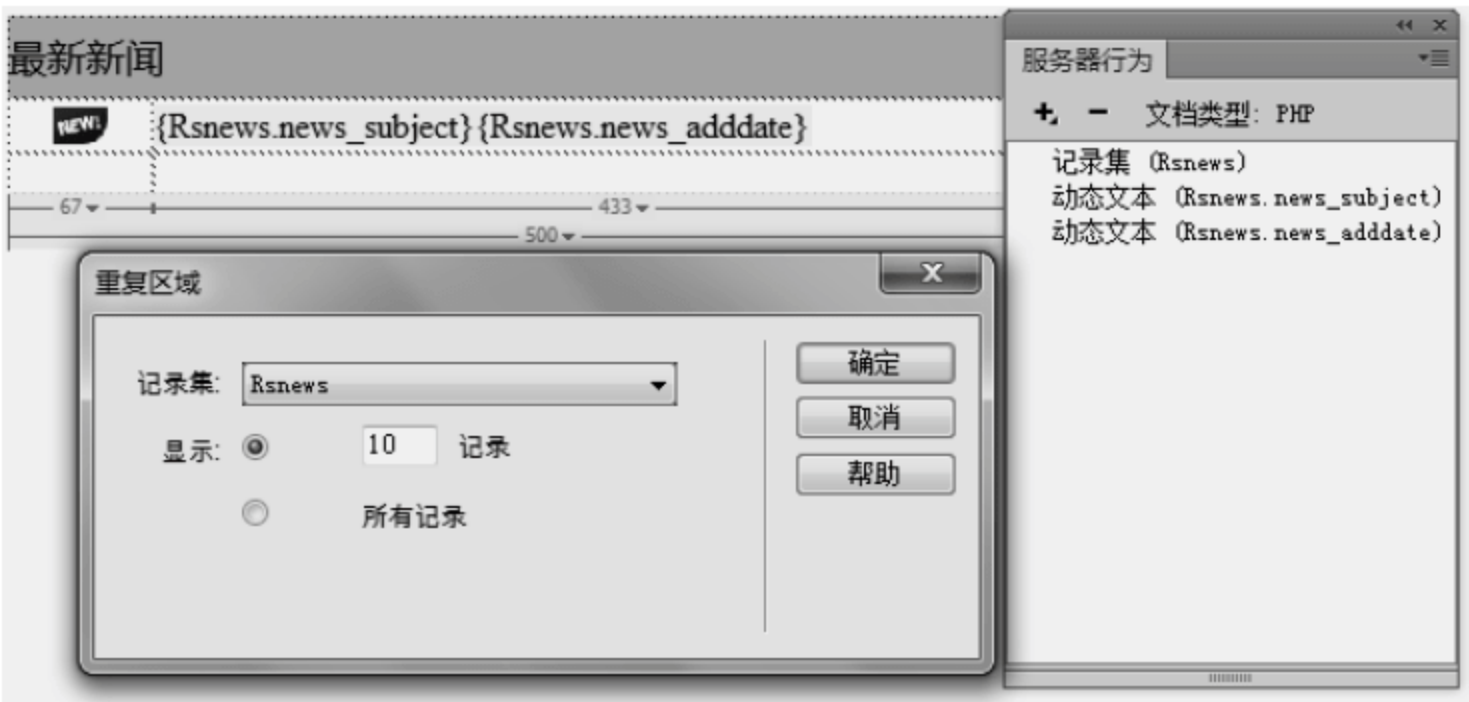 最新新闻
NEWS
{Rsnews.news_subject}{Rsnews.news_adddate}
67
433
500
服务器行为
文档类型: PHP
记录集 (Rsnews)
动态文本 (Rsnews.news_subject)
动态文本 (Rsnews.news_adddate)
重复区域
记录集: Rsnews
显示: 10 记录
所有记录
确定
取消
帮助